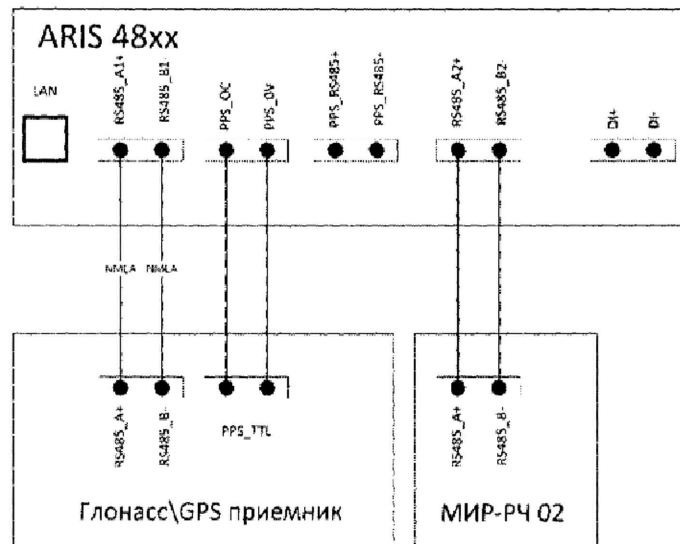 ARIS 48xx
LAN
RS485_A1+
RS485_B1-
PPS_OC
PPS_0V
PPS_RS485+
PPS_RS485-
RS485_A2+
RS485_B2-
DI+
DI-
NMEA
NMEA
RS485_A+
RS485_B-
PPS_TTL
RS485_A+
RS485_B-
Глонасс\GPS приемник
МИР-РЧ 02